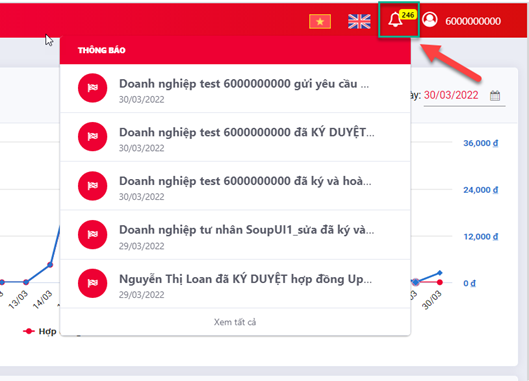 246
6000000000
THÔNG BÁO
Doanh nghiệp test 6000000000 gửi yêu cầu ...
30/03/2022
ày: 30/03/2022
Doanh nghiệp test 6000000000 đã KÝ DUYỆT...
30/03/2022
Doanh nghiệp test 6000000000 đã ký và hoà...
30/03/2022
Doanh nghiệp tư nhân SoupUI1_sửa đã ký và...
29/03/2022
Nguyễn Thị Loan đã KÝ DUYỆT hợp đồng Up...
29/03/2022
Xem tất cả
36,000 đ
24,000 đ
12,000 đ
0 đ
13/03
14/03
30/03
Hợp